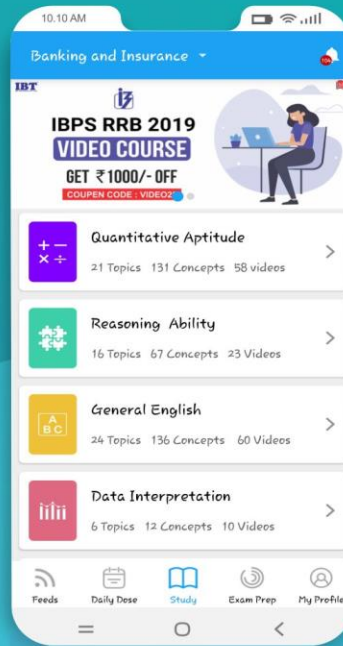 10.10 AM
Banking and Insurance
IBT
IBPS RRB 2019
VIDEO COURSE
GET ₹1000/- OFF
COUPEN CODE : VIDEO2
+ −
× ÷
Quantitative Aptitude
21 Topics 131 Concepts 58 videos
Reasoning Ability
16 Topics 67 Concepts 23 Videos
A
B C
General English
24 Topics 136 Concepts 60 Videos
Data Interpretation
6 Topics 12 Concepts 10 Videos
Feeds Daily Dose Study Exam Prep My Profile